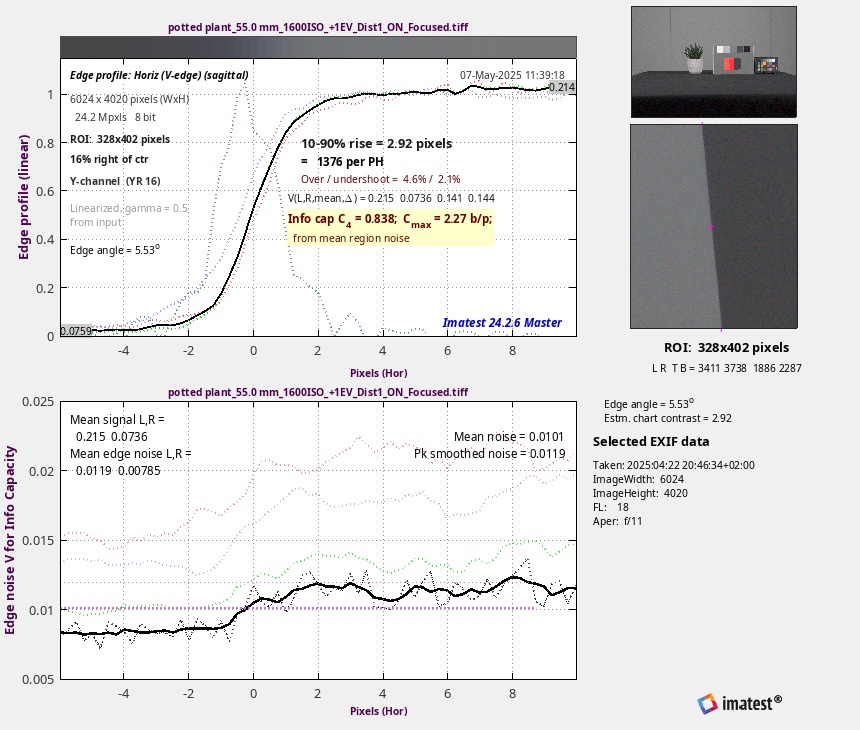 potted plant_55.0 mm_1600ISO_+1EV_Dist1_ON_Focused.tiff
Edge profile: Horiz (V-edge) (sagittal)
07-May-2025 11:39:18
0.214
6024 x 4020 pixels (WxH)
24.2 Mpxls 8 bit
ROI: 328x402 pixels
16% right of ctr
Y-channel (YR 16)
Linearized, gamma = 0.5
from input
Edge angle = 5.53°
10-90% rise = 2.92 pixels
= 1376 per PH
Over / undershoot = 4.6% / 2.1%
V(L,R,mean,Δ) = 0.215 0.0736 0.141 0.144
Info cap C4 = 0.838; Cmax = 2.27 b/p;
from mean region noise
Imatest 24.2.6 Master
0.0759
Edge profile (linear)
1
0.8
0.6
0.4
0.2
0
-4 -2 0 2 4 6 8
Pixels (Hor)
potted plant_55.0 mm_1600ISO_+1EV_Dist1_ON_Focused.tiff
Edge noise V for Info Capacity
0.025
0.02
0.015
0.01
0.005
Mean signal L,R =
0.215 0.0736
Mean edge noise L,R =
0.0119 0.00785
Mean noise = 0.0101
Pk smoothed noise = 0.0119
-4 -2 0 2 4 6 8
Pixels (Hor)
ROI: 328x402 pixels
L R T B = 3411 3738 1886 2287
Edge angle = 5.53°
Estm. chart contrast = 2.92
Selected EXIF data
Taken: 2025:04:22 20:46:34+02:00
ImageWidth: 6024
ImageHeight: 4020
FL: 18
Aper: f/11
imatest®